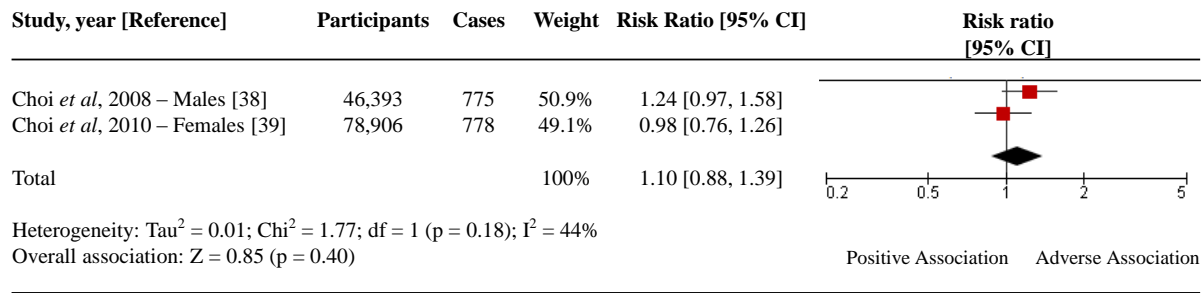 Study, year [Reference] Participants Cases Weight Risk Ratio [95% CI] Risk ratio
[95% CI]
Choi et al, 2008 – Males [38] 46,393 775 50.9% 1.24 [0.97, 1.58]
Choi et al, 2010 – Females [39] 78,906 778 49.1% 0.98 [0.76, 1.26]
Total 100% 1.10 [0.88, 1.39]
0.2 0.5 1 2 5
Heterogeneity: Tau² = 0.01; Chi² = 1.77; df = 1 (p = 0.18); I² = 44%
Overall association: Z = 0.85 (p = 0.40) Positive Association Adverse Association